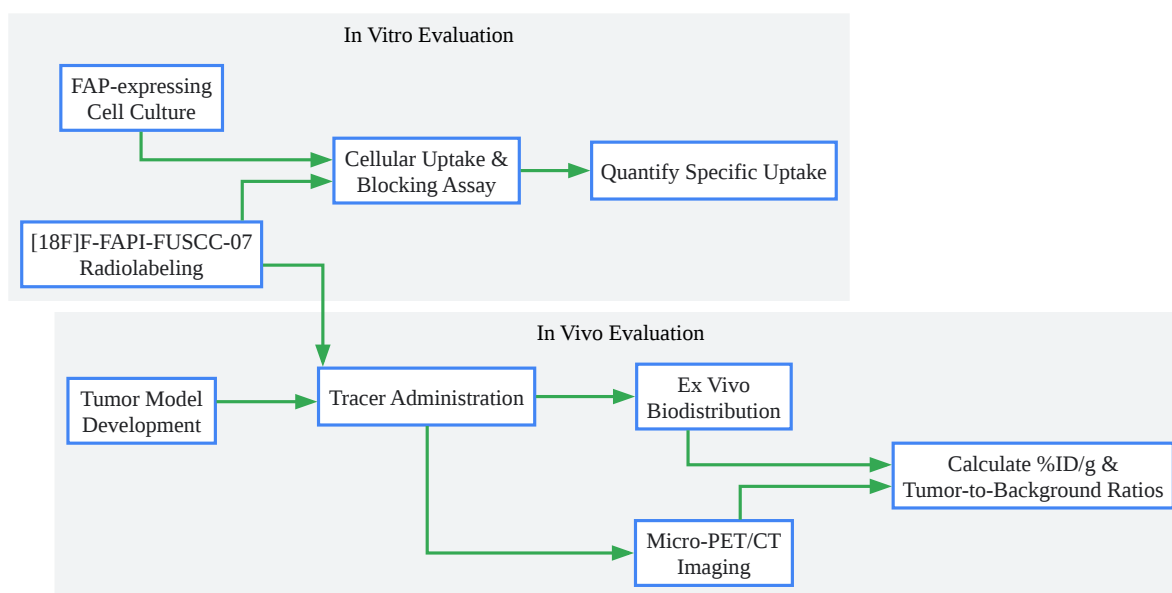 In Vitro Evaluation
FAP-expressing
Cell Culture
Cellular Uptake &
Blocking Assay
Quantify Specific Uptake
[18F]F-FAPI-FUSCC-07
Radiolabeling
In Vivo Evaluation
Tumor Model
Development
Tracer Administration
Ex Vivo
Biodistribution
Calculate %ID/g &
Tumor-to-Background Ratios
Micro-PET/CT
Imaging